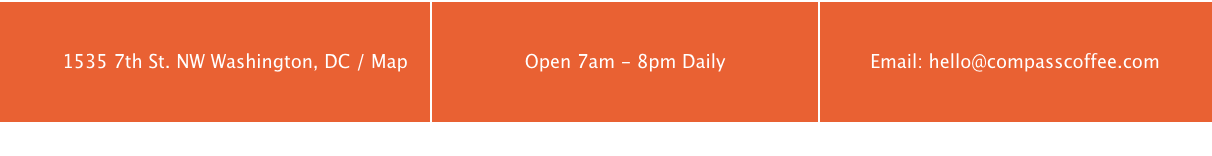 1535 7th St. NW Washington, DC / Map
Open 7am – 8pm Daily
Email: hello@compasscoffee.com